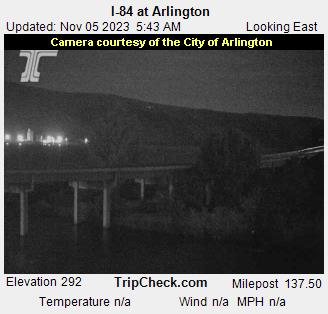 I-84 at Arlington
Updated: Nov 05 2023 5:43 AM Looking East
Camera courtesy of the City of Arlington
Elevation 292 TripCheck.com Milepost 137.50
Temperature n/a Wind n/a MPH n/a